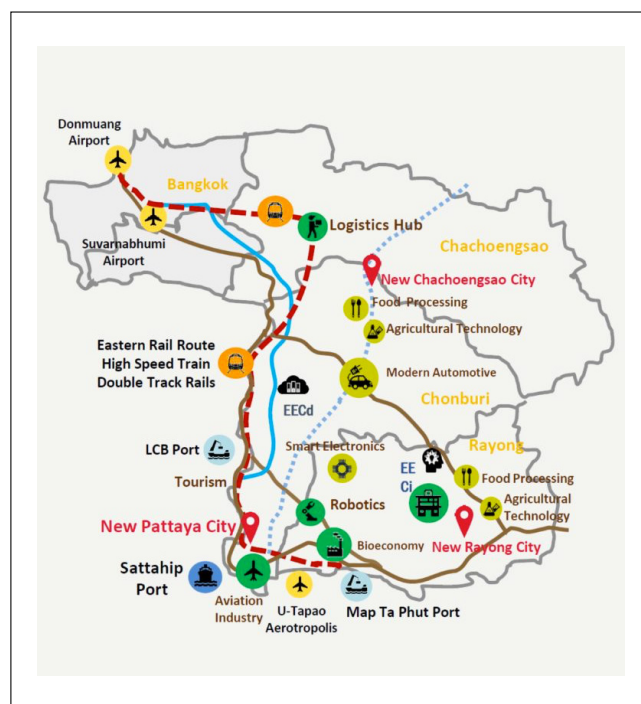 Donmuang
Airport
Bangkok
Suvarnabhumi
Airport
Logistics Hub
Chachoengsao
New Chachoengsao City
Food Processing
Agricultural Technology
Eastern Rail Route
High Speed Train
Double Track Rails
Modern Automotive
EECd
Chonburi
LCB Port
Smart Electronics
Rayong
EE
Ci
Tourism
Food Processing
Robotics
Agricultural
Technology
New Pattaya City
Bioeconomy
New Rayong City
Sattahip
Port
Aviation
Industry
U-Tapao
Aerotropolis
Map Ta Phut Port